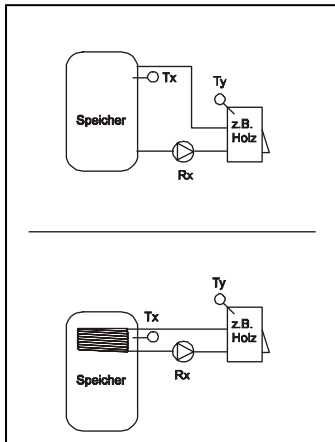 Tx
Ty
Speicher
z.B.
Holz
Rx
Ty
Tx
z.B.
Holz
Speicher
Rx